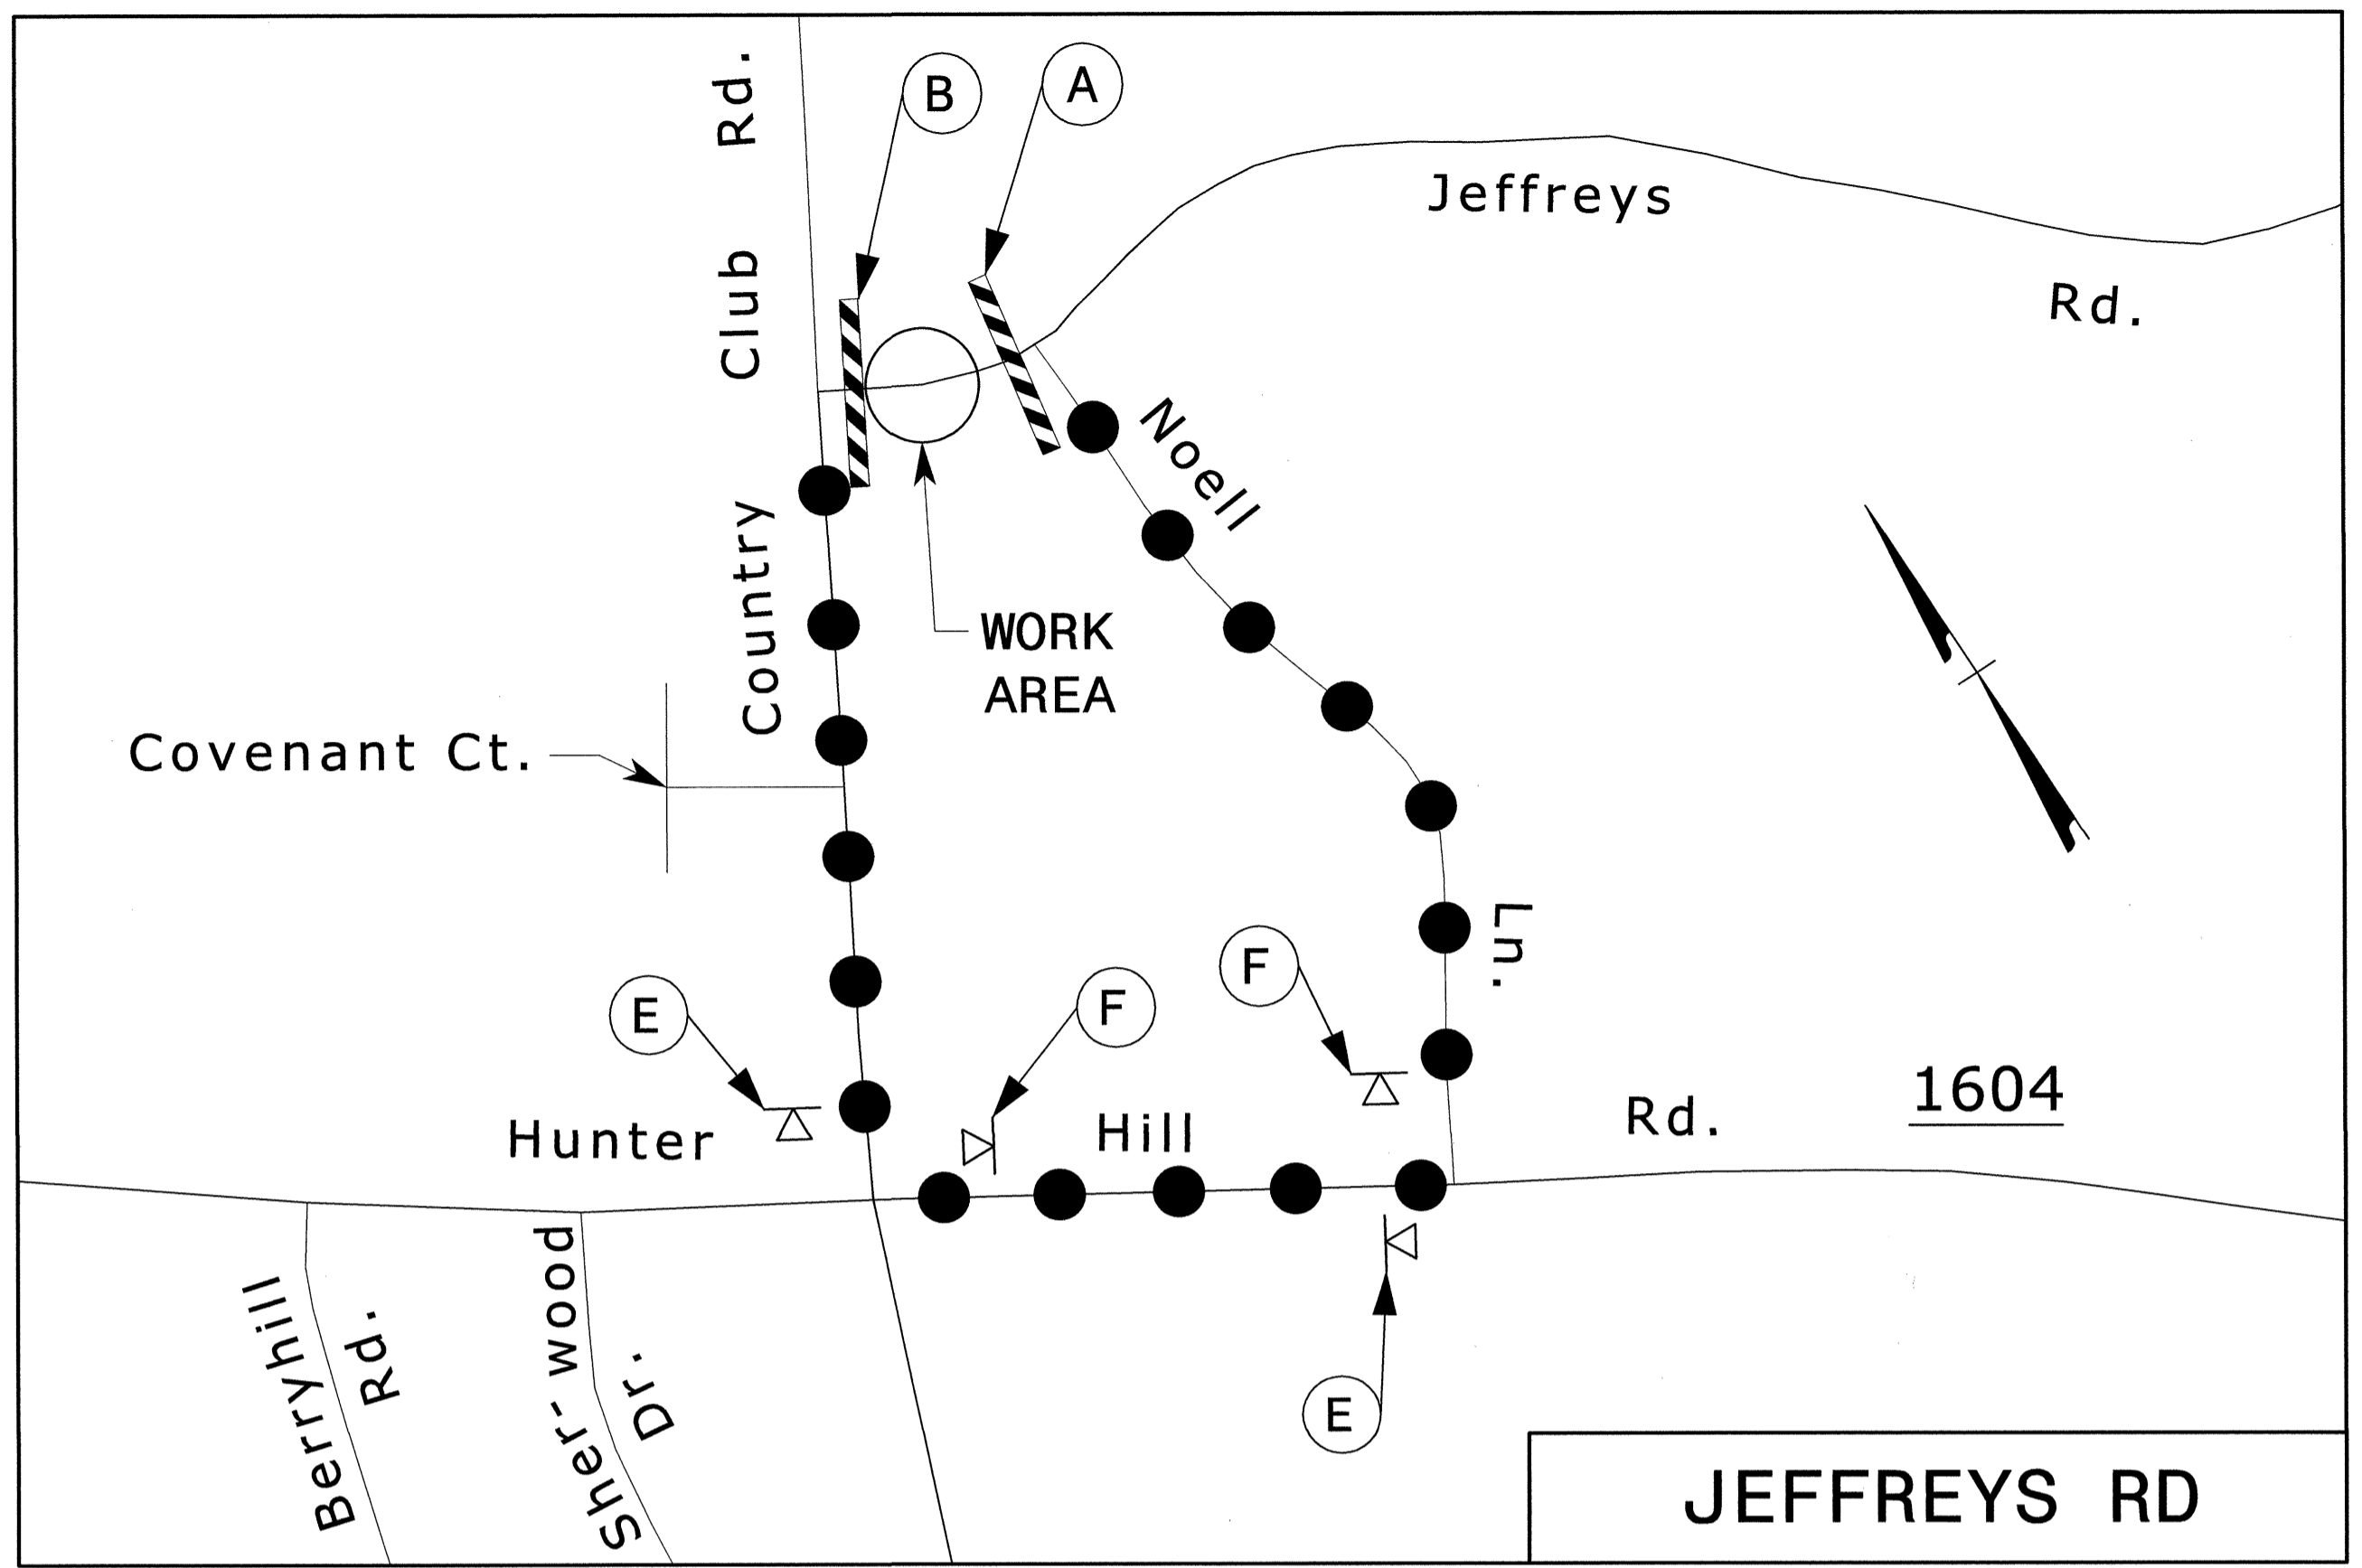 B
A
Jeffreys
Rd.
Country Club Rd.
Noell
Ln.
WORK
AREA
Covenant Ct.
E
F
F
Hunter
Hill
Rd.
1604
Berryhill
Rd.
Sher-wood
Dr.
E
JEFFREYS RD